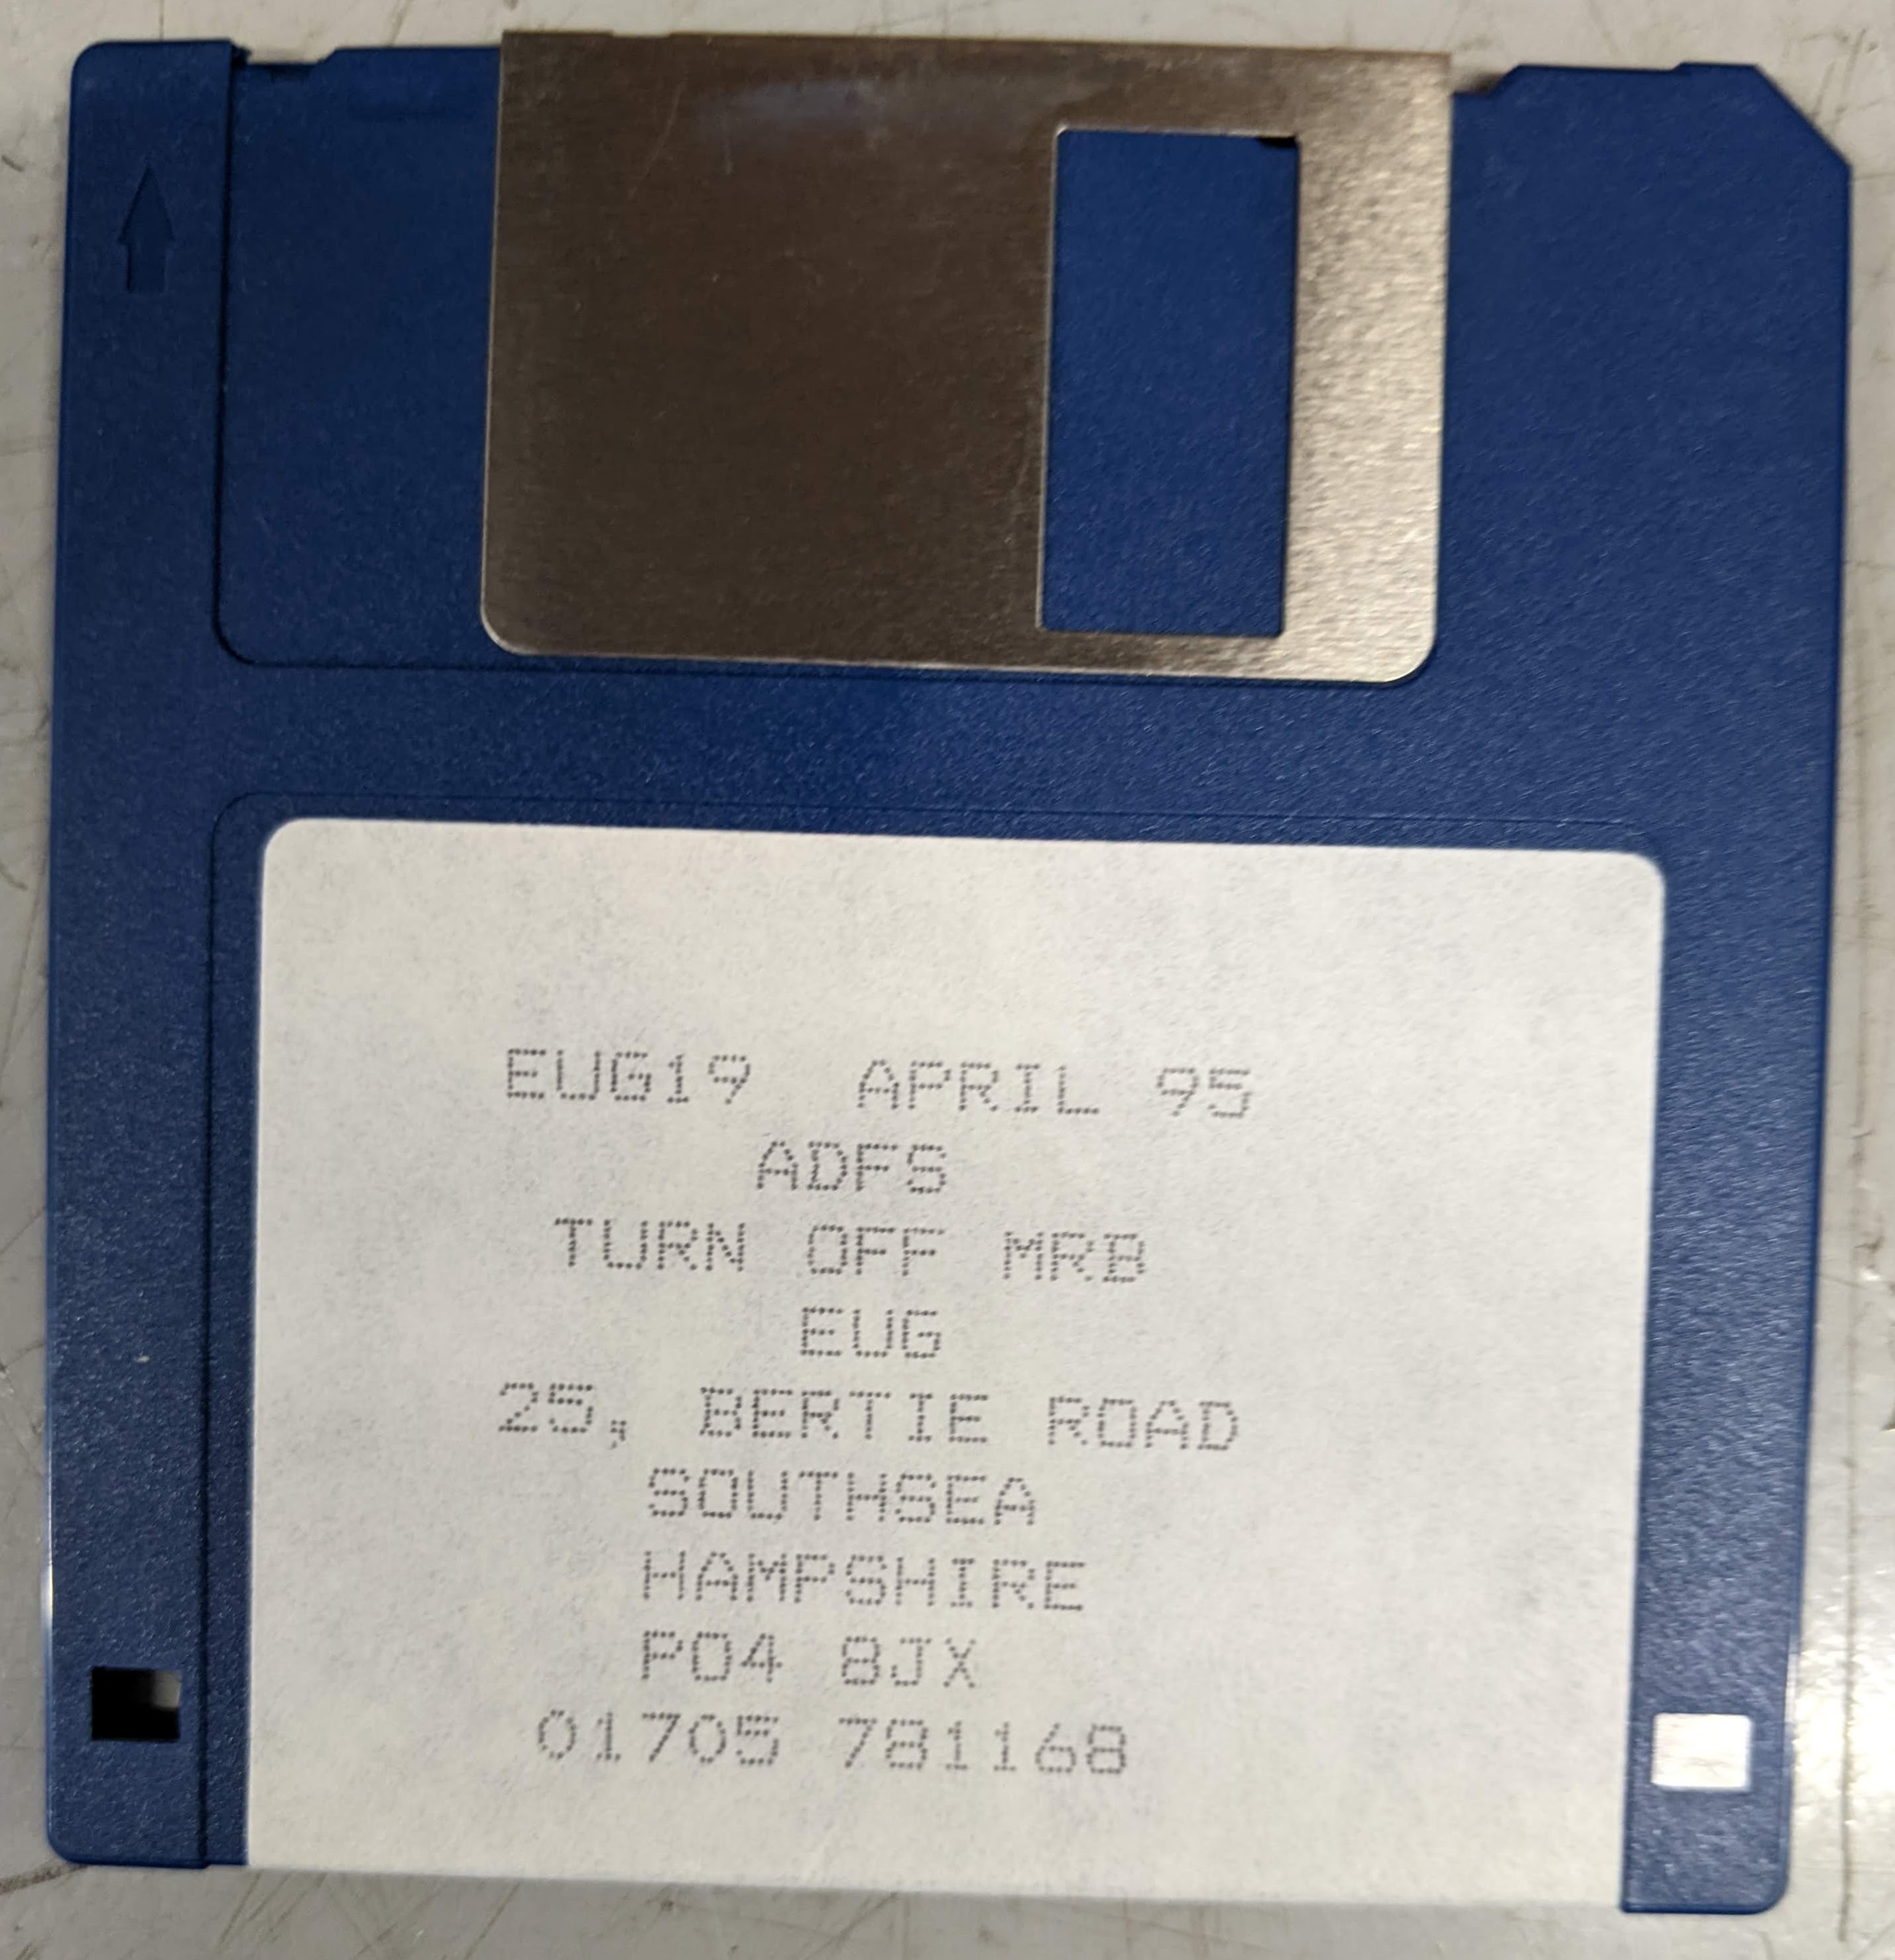 EUG19 APRIL 95
ADFS
TURN OFF MRB
EUG
25, BERTIE ROAD
SOUTHSEA
HAMPSHIRE
PO4 8JX
01705 781168